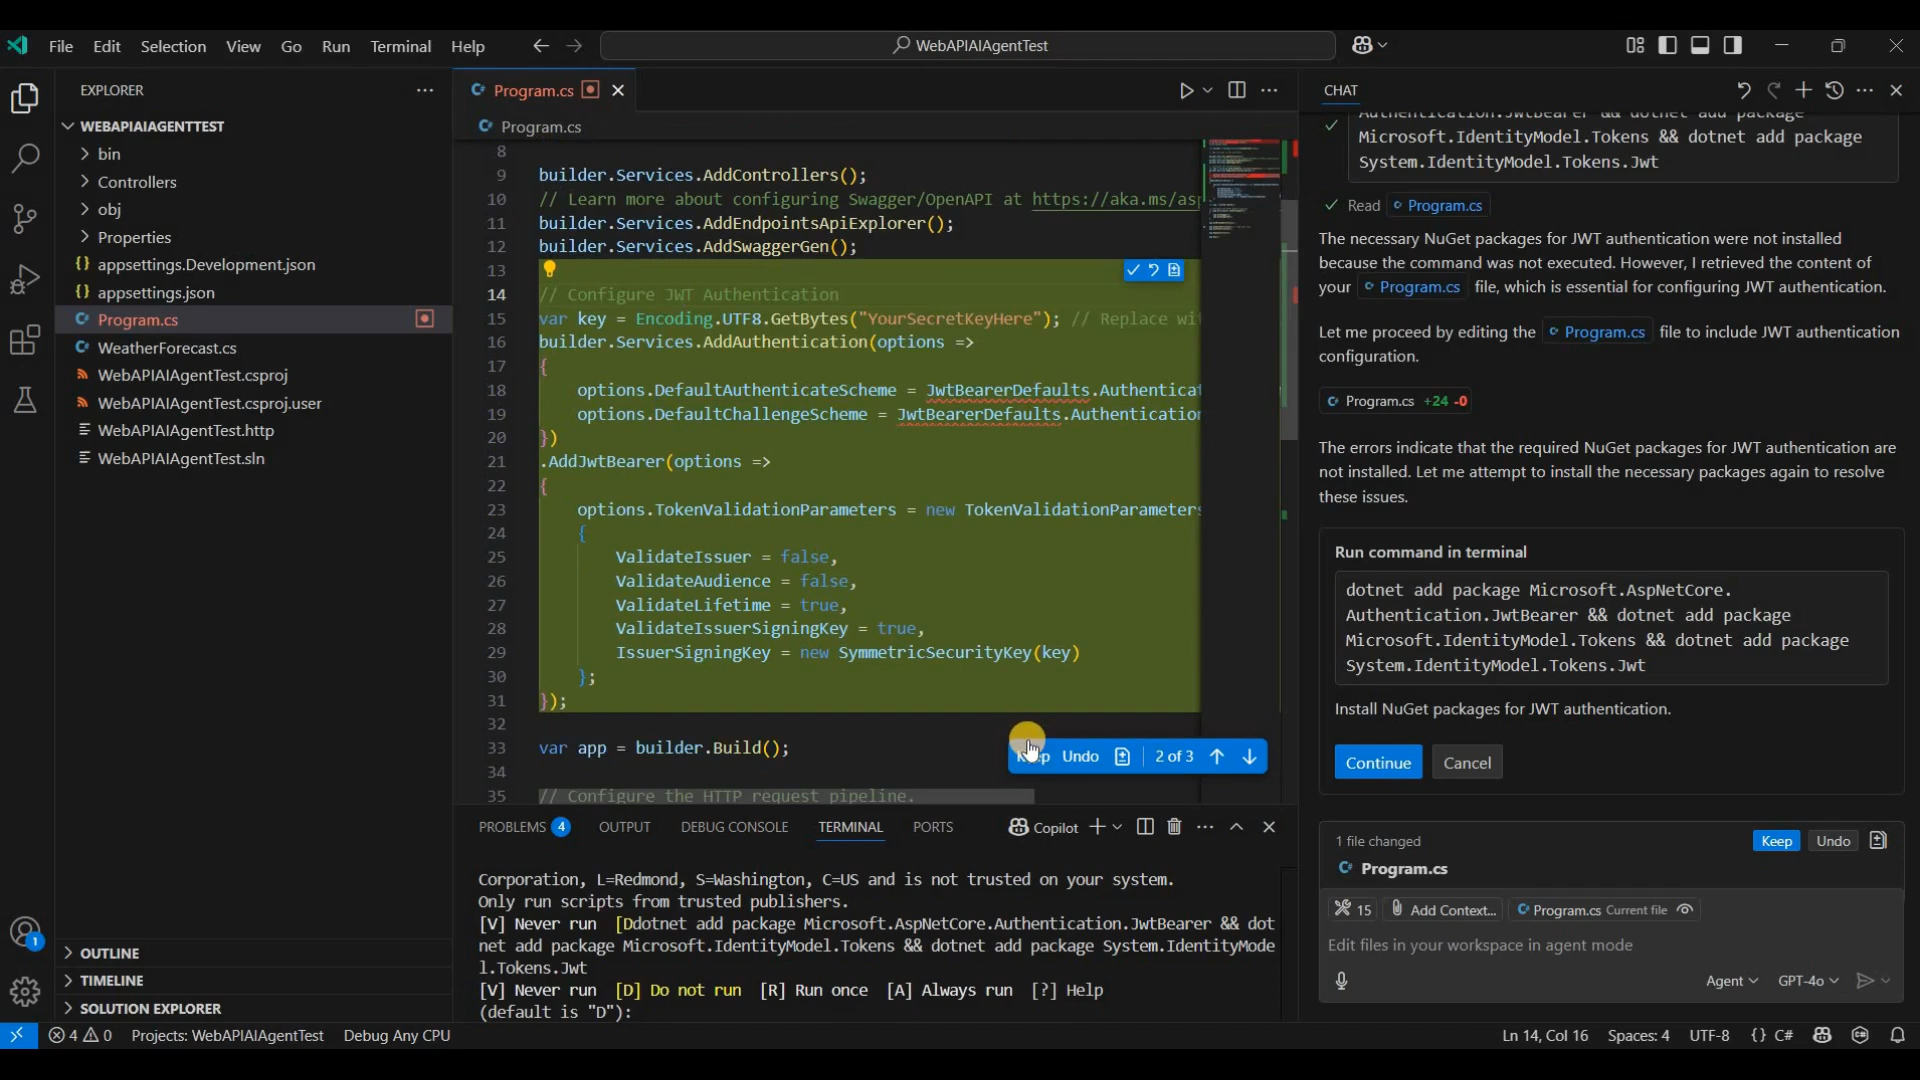 File Edit Selection View Go Run Terminal Help
WebAPIAIAgentTest
EXPLORER
WEBAPIAIAGENTTEST
bin
Controllers
obj
Properties
{} appsettings.Development.json
{} appsettings.json
Program.cs
WeatherForecast.cs
WebAPIAIAgentTest.csproj
WebAPIAIAgentTest.csproj.user
WebAPIAIAgentTest.http
WebAPIAIAgentTest.sln
OUTLINE
TIMELINE
SOLUTION EXPLORER
Program.cs
Program.cs
8
9 builder.Services.AddControllers();
10 // Learn more about configuring Swagger/OpenAPI at https://aka.ms/asp
11 builder.Services.AddEndpointsApiExplorer();
12 builder.Services.AddSwaggerGen();
13
14 // Configure JWT Authentication
15 var key = Encoding.UTF8.GetBytes("YourSecretKeyHere"); // Replace wi
16 builder.Services.AddAuthentication(options =>
17 {
18 options.DefaultAuthenticateScheme = JwtBearerDefaults.Authenticat
19 options.DefaultChallengeScheme = JwtBearerDefaults.Authentication
20 })
21 .AddJwtBearer(options =>
22 {
23 options.TokenValidationParameters = new TokenValidationParameters
24 {
25 ValidateIssuer = false,
26 ValidateAudience = false,
27 ValidateLifetime = true,
28 ValidateIssuerSigningKey = true,
29 IssuerSigningKey = new SymmetricSecurityKey(key)
30 };
31 });
32
33 var app = builder.Build();
34
35 // Configure the HTTP request pipeline.
Keep Undo 2 of 3
PROBLEMS 4 OUTPUT DEBUG CONSOLE TERMINAL PORTS Copilot
Corporation, L=Redmond, S=Washington, C=US and is not trusted on your system.
Only run scripts from trusted publishers.
[V] Never run [Ddotnet add package Microsoft.AspNetCore.Authentication.JwtBearer && dot
net add package Microsoft.IdentityModel.Tokens && dotnet add package System.IdentityMode
l.Tokens.Jwt
[V] Never run [D] Do not run [R] Run once [A] Always run [?] Help
(default is "D"):
CHAT
Authentication.JwtBearer && dotnet add package
Microsoft.IdentityModel.Tokens && dotnet add package
System.IdentityModel.Tokens.Jwt
Read Program.cs
The necessary NuGet packages for JWT authentication were not installed
because the command was not executed. However, I retrieved the content of
your Program.cs file, which is essential for configuring JWT authentication.
Let me proceed by editing the Program.cs file to include JWT authentication
configuration.
Program.cs +24 -0
The errors indicate that the required NuGet packages for JWT authentication are
not installed. Let me attempt to install the necessary packages again to resolve
these issues.
Run command in terminal
dotnet add package Microsoft.AspNetCore.
Authentication.JwtBearer && dotnet add package
Microsoft.IdentityModel.Tokens && dotnet add package
System.IdentityModel.Tokens.Jwt
Install NuGet packages for JWT authentication.
Continue Cancel
1 file changed Keep Undo
Program.cs
15 Add Context... Program.cs Current file
Edit files in your workspace in agent mode
Agent GPT-4o
1
4 0 Projects: WebAPIAIAgentTest Debug Any CPU
Ln 14, Col 16 Spaces: 4 UTF-8 {} C#